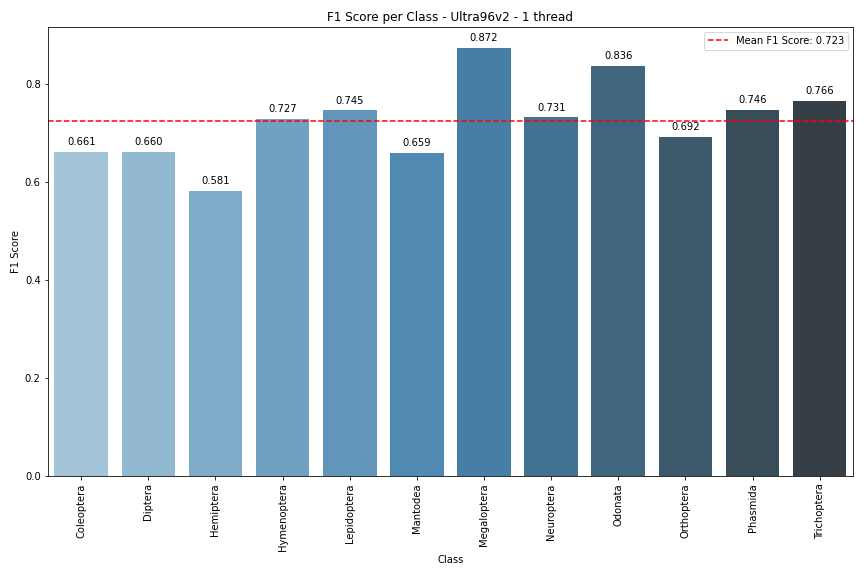 F1 Score per Class - Ultra96v2 - 1 thread
Mean F1 Score: 0.723
F1 Score
0.8
0.6
0.4
0.2
0.0
0.661
0.660
0.581
0.727
0.745
0.659
0.872
0.731
0.836
0.692
0.746
0.766
Coleoptera
Diptera
Hemiptera
Hymenoptera
Lepidoptera
Mantodea
Megaloptera
Neuroptera
Odonata
Orthoptera
Phasmida
Trichoptera
Class